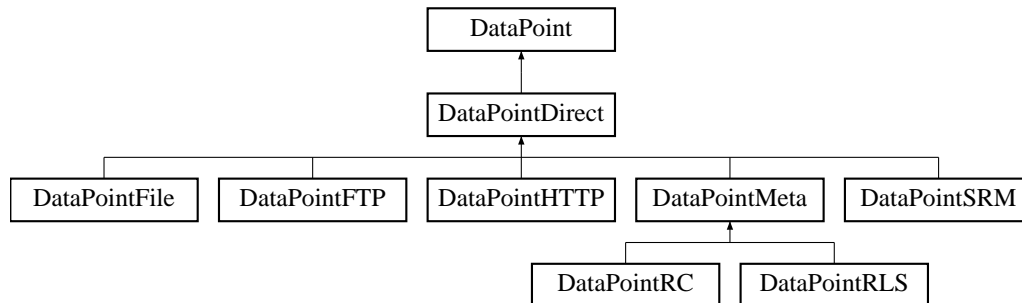 DataPoint
DataPointDirect
DataPointFile
DataPointFTP
DataPointHTTP
DataPointMeta
DataPointSRM
DataPointRC
DataPointRLS